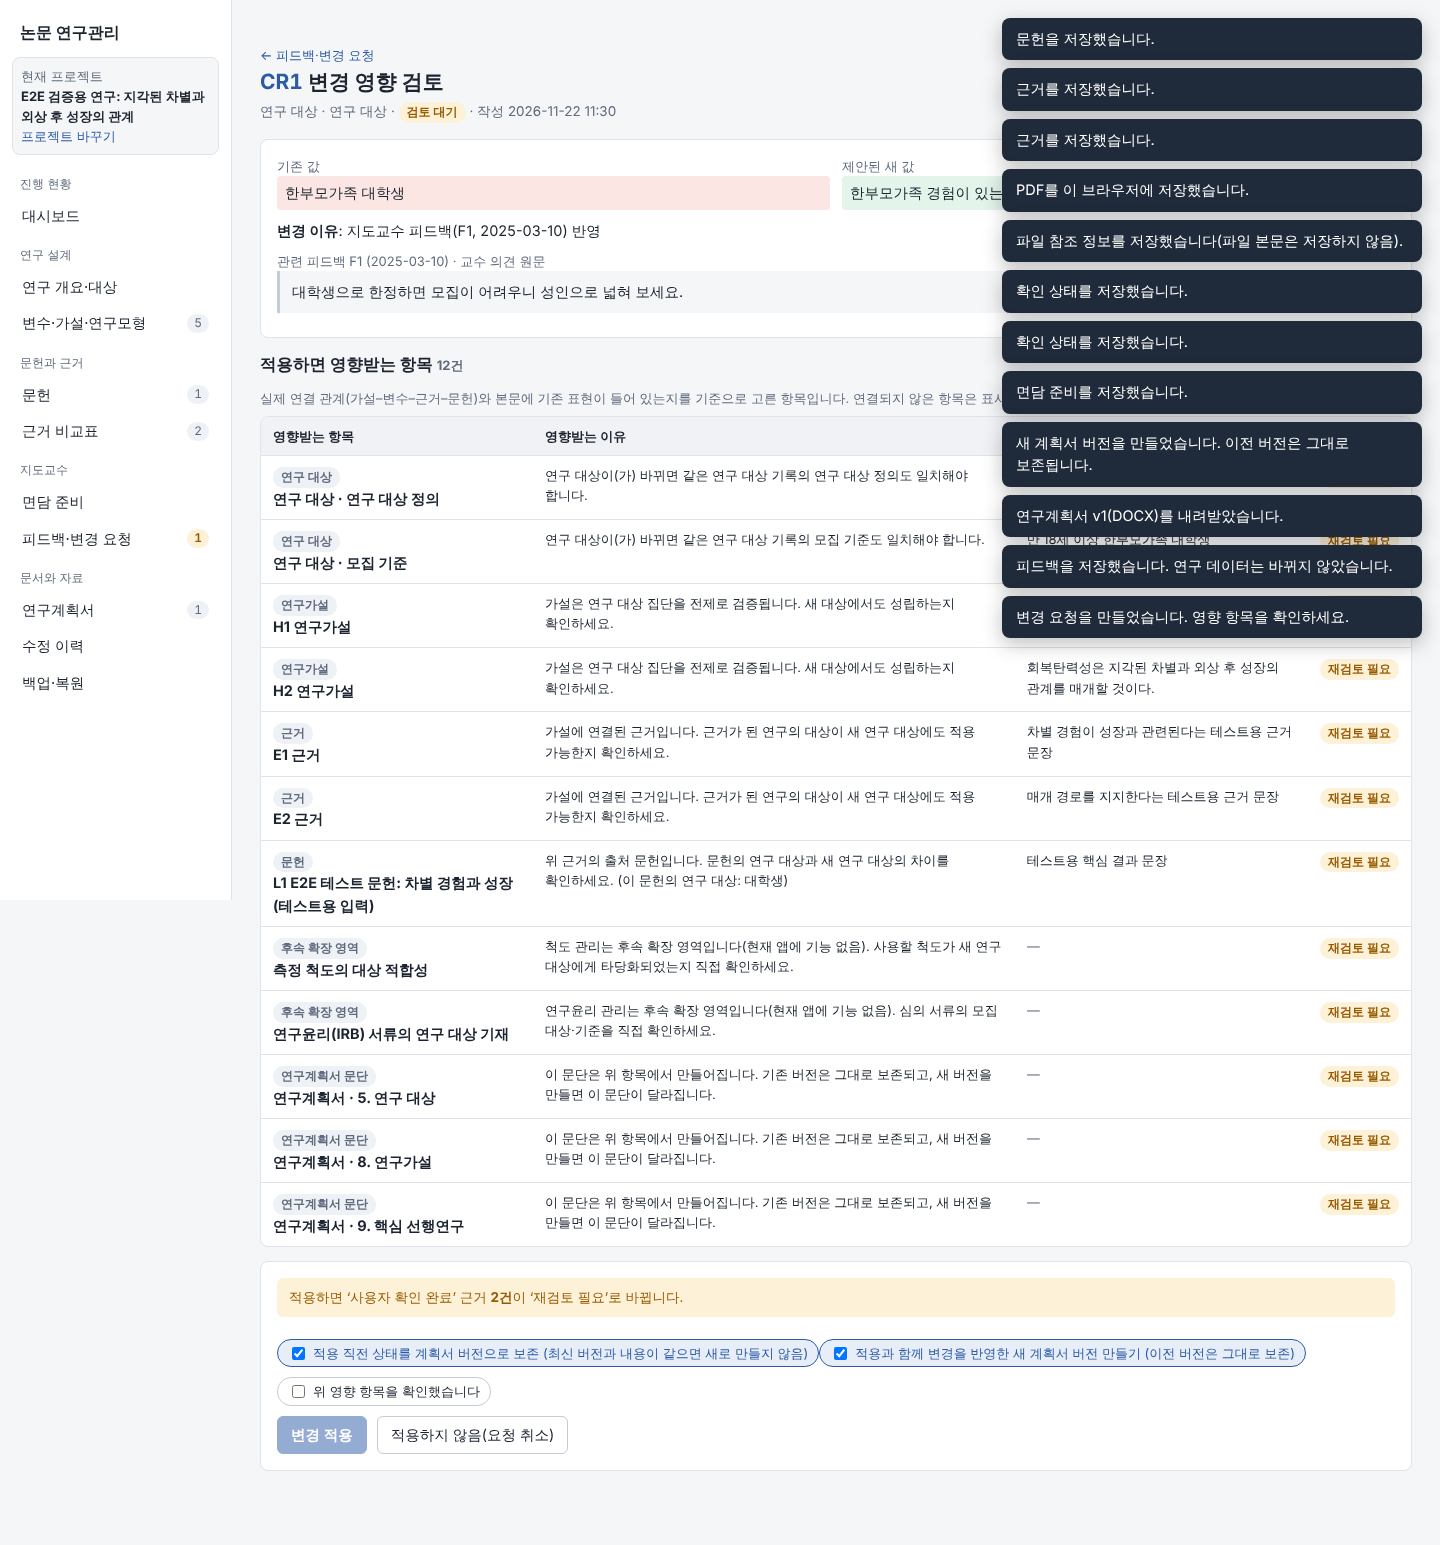 논문 연구관리
현재 프로젝트
E2E 검증용 연구: 지각된 차별과
외상 후 성장의 관계
프로젝트 바꾸기
진행 현황
대시보드
연구 설계
연구 개요·대상
변수·가설·연구모형 5
문헌과 근거
문헌 1
근거 비교표 2
지도교수
면담 준비
피드백·변경 요청 1
문서와 자료
연구계획서 1
수정 이력
백업·복원
← 피드백·변경 요청
CR1 변경 영향 검토
연구 대상 · 연구 대상 · 검토 대기 · 작성 2026-11-22 11:30
기존 값
한부모가족 대학생
제안된 새 값
한부모가족 경험이 있는
변경 이유: 지도교수 피드백(F1, 2025-03-10) 반영
관련 피드백 F1 (2025-03-10) · 교수 의견 원문
대학생으로 한정하면 모집이 어려우니 성인으로 넓혀 보세요.
적용하면 영향받는 항목 12건
실제 연결 관계(가설–변수–근거–문헌)와 본문에 기존 표현이 들어 있는지를 기준으로 고른 항목입니다. 연결되지 않은 항목은 표시
영향받는 항목
영향받는 이유
연구 대상
연구 대상 · 연구 대상 정의
연구 대상이(가) 바뀌면 같은 연구 대상 기록의 연구 대상 정의도 일치해야
합니다.
연구 대상
연구 대상 · 모집 기준
연구 대상이(가) 바뀌면 같은 연구 대상 기록의 모집 기준도 일치해야 합니다.
만 18세 이상 한부모가족 대학생
재검토 필요
연구가설
H1 연구가설
가설은 연구 대상 집단을 전제로 검증됩니다. 새 대상에서도 성립하는지
확인하세요.
연구가설
H2 연구가설
가설은 연구 대상 집단을 전제로 검증됩니다. 새 대상에서도 성립하는지
확인하세요.
회복탄력성은 지각된 차별과 외상 후 성장의
관계를 매개할 것이다.
재검토 필요
근거
E1 근거
가설에 연결된 근거입니다. 근거가 된 연구의 대상이 새 연구 대상에도 적용
가능한지 확인하세요.
차별 경험이 성장과 관련된다는 테스트용 근거
문장
재검토 필요
근거
E2 근거
가설에 연결된 근거입니다. 근거가 된 연구의 대상이 새 연구 대상에도 적용
가능한지 확인하세요.
매개 경로를 지지한다는 테스트용 근거 문장
재검토 필요
문헌
L1 E2E 테스트 문헌: 차별 경험과 성장
(테스트용 입력)
위 근거의 출처 문헌입니다. 문헌의 연구 대상과 새 연구 대상의 차이를
확인하세요. (이 문헌의 연구 대상: 대학생)
테스트용 핵심 결과 문장
재검토 필요
후속 확장 영역
측정 척도의 대상 적합성
척도 관리는 후속 확장 영역입니다(현재 앱에 기능 없음). 사용할 척도가 새 연구
대상에게 타당화되었는지 직접 확인하세요.
—
재검토 필요
후속 확장 영역
연구윤리(IRB) 서류의 연구 대상 기재
연구윤리 관리는 후속 확장 영역입니다(현재 앱에 기능 없음). 심의 서류의 모집
대상·기준을 직접 확인하세요.
—
재검토 필요
연구계획서 문단
연구계획서 · 5. 연구 대상
이 문단은 위 항목에서 만들어집니다. 기존 버전은 그대로 보존되고, 새 버전을
만들면 이 문단이 달라집니다.
—
재검토 필요
연구계획서 문단
연구계획서 · 8. 연구가설
이 문단은 위 항목에서 만들어집니다. 기존 버전은 그대로 보존되고, 새 버전을
만들면 이 문단이 달라집니다.
—
재검토 필요
연구계획서 문단
연구계획서 · 9. 핵심 선행연구
이 문단은 위 항목에서 만들어집니다. 기존 버전은 그대로 보존되고, 새 버전을
만들면 이 문단이 달라집니다.
—
재검토 필요
적용하면 ‘사용자 확인 완료’ 근거 2건이 ‘재검토 필요’로 바뀝니다.
적용 직전 상태를 계획서 버전으로 보존 (최신 버전과 내용이 같으면 새로 만들지 않음)
적용과 함께 변경을 반영한 새 계획서 버전 만들기 (이전 버전은 그대로 보존)
위 영향 항목을 확인했습니다
변경 적용
적용하지 않음(요청 취소)
문헌을 저장했습니다.
근거를 저장했습니다.
근거를 저장했습니다.
PDF를 이 브라우저에 저장했습니다.
파일 참조 정보를 저장했습니다(파일 본문은 저장하지 않음).
확인 상태를 저장했습니다.
확인 상태를 저장했습니다.
면담 준비를 저장했습니다.
새 계획서 버전을 만들었습니다. 이전 버전은 그대로
보존됩니다.
연구계획서 v1(DOCX)를 내려받았습니다.
피드백을 저장했습니다. 연구 데이터는 바뀌지 않았습니다.
변경 요청을 만들었습니다. 영향 항목을 확인하세요.